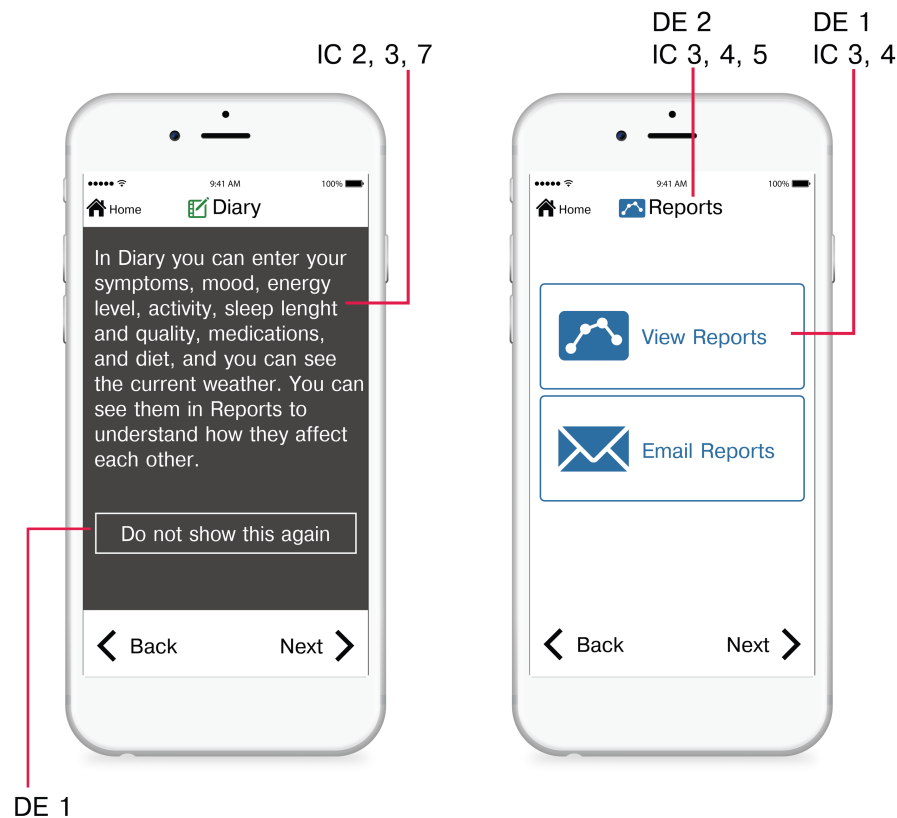 DE 2
DE 1
IC 2, 3, 7
IC 3, 4, 5
IC 3, 4
9:41 AM
100%
Home
Diary
In Diary you can enter your
symptoms, mood, energy
level, activity, sleep lenght
and quality, medications,
and diet, and you can see
the current weather. You can
see them in Reports to
understand how they affect
each other.
Do not show this again
Back
Next
DE 1
9:41 AM
100%
Home
Reports
View Reports
Email Reports
Back
Next